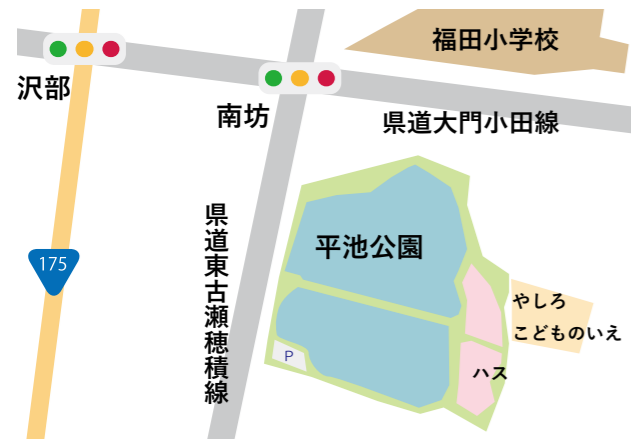 福田小学校
沢部
南坊
県道大門小田線
県道東古瀬穂積線
平池公園
175
やしろ
こどものいえ
ハス
P